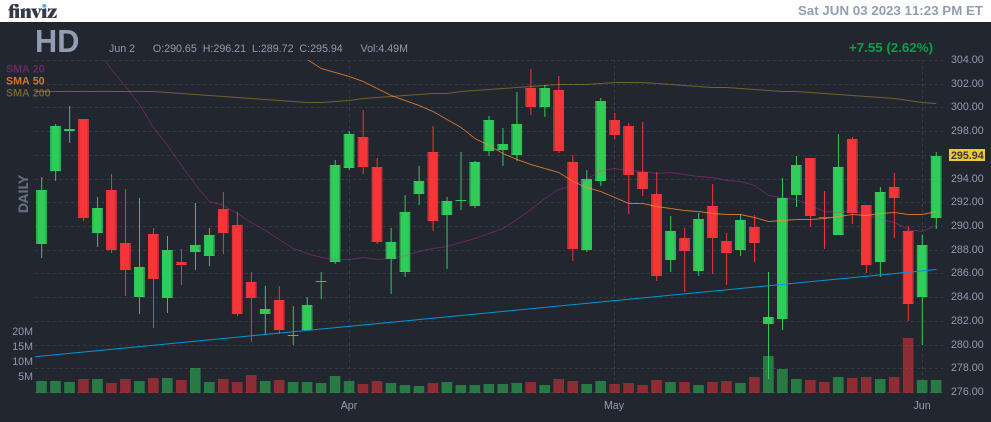 finviz
Sat JUN 03 2023 11:23 PM ET
HD
Jun 2 O:290.65 H:296.21 L:289.72 C:295.94 Vol:4.49M
+7.55 (2.62%)
SMA 20
SMA 50
SMA 200
DAILY
304.00
302.00
300.00
298.00
295.94
294.00
292.00
290.00
288.00
286.00
284.00
282.00
280.00
278.00
276.00
20M
15M
10M
5M
Apr May Jun